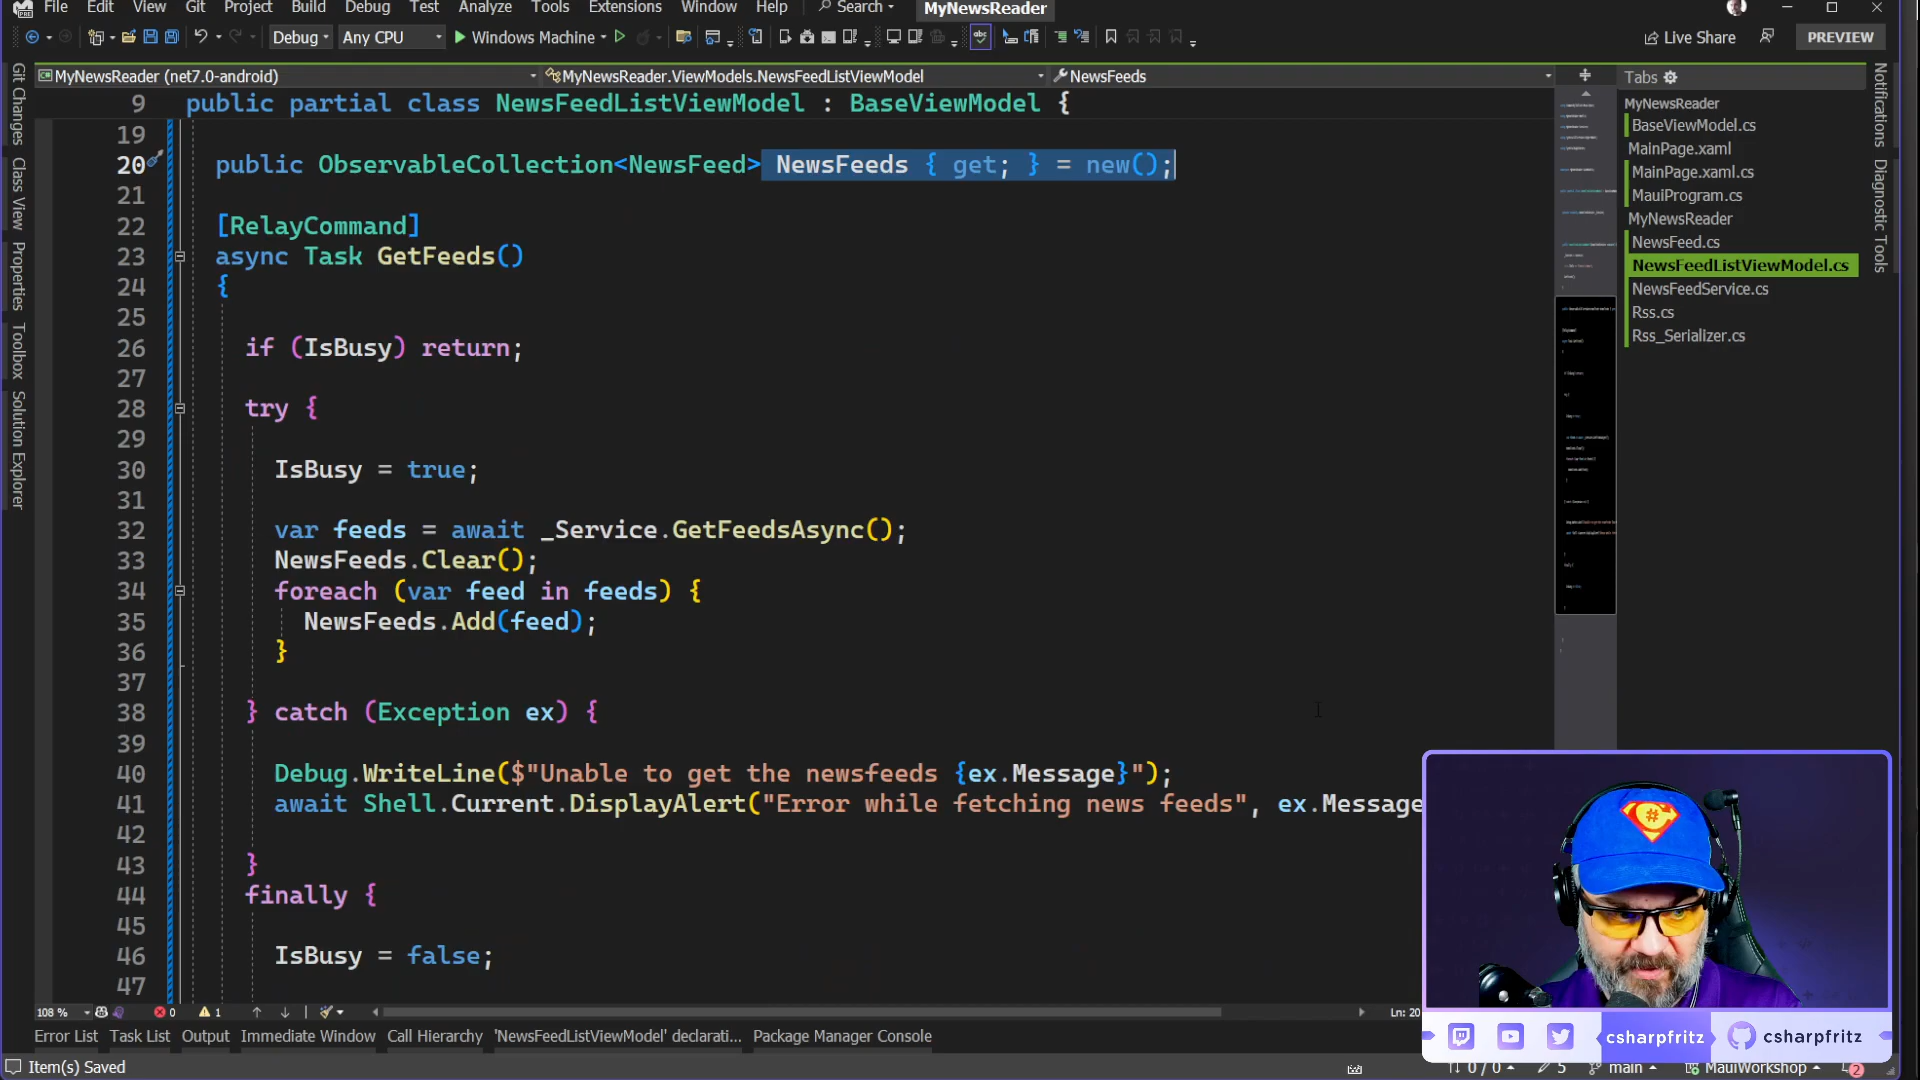 File Edit View Git Project Build Debug Test Analyze Tools Extensions Window Help Search MyNewsReader
Debug Any CPU Windows Machine Live Share PREVIEW
MyNewsReader (net7.0-android) MyNewsReader.ViewModels.NewsFeedListViewModel NewsFeeds Tabs
9 public partial class NewsFeedListViewModel : BaseViewModel {
19
20 public ObservableCollection<NewsFeed> NewsFeeds { get; } = new();
21
22 [RelayCommand]
23 async Task GetFeeds()
24 {
25
26 if (IsBusy) return;
27
28 try {
29
30 IsBusy = true;
31
32 var feeds = await _Service.GetFeedsAsync();
33 NewsFeeds.Clear();
34 foreach (var feed in feeds) {
35 NewsFeeds.Add(feed);
36 }
37
38 } catch (Exception ex) {
39
40 Debug.WriteLine($"Unable to get the newsfeeds {ex.Message}");
41 await Shell.Current.DisplayAlert("Error while fetching news feeds", ex.Message
42
43 }
44 finally {
45
46 IsBusy = false;
47
MyNewsReader
BaseViewModel.cs
MainPage.xaml
MainPage.xaml.cs
MauiProgram.cs
MyNewsReader
NewsFeed.cs
NewsFeedListViewModel.cs
NewsFeedService.cs
Rss.cs
Rss_Serializer.cs
Git Changes
Class View
Properties
Toolbox
Solution Explorer
Notifications
Diagnostic Tools
108 % 0 1 Ln: 20
Error List Task List Output Immediate Window Call Hierarchy 'NewsFeedListViewModel' declarati... Package Manager Console
csharpfritz csharpfritz
Item(s) Saved 0 / 0 5 main MauiWorkshop 2